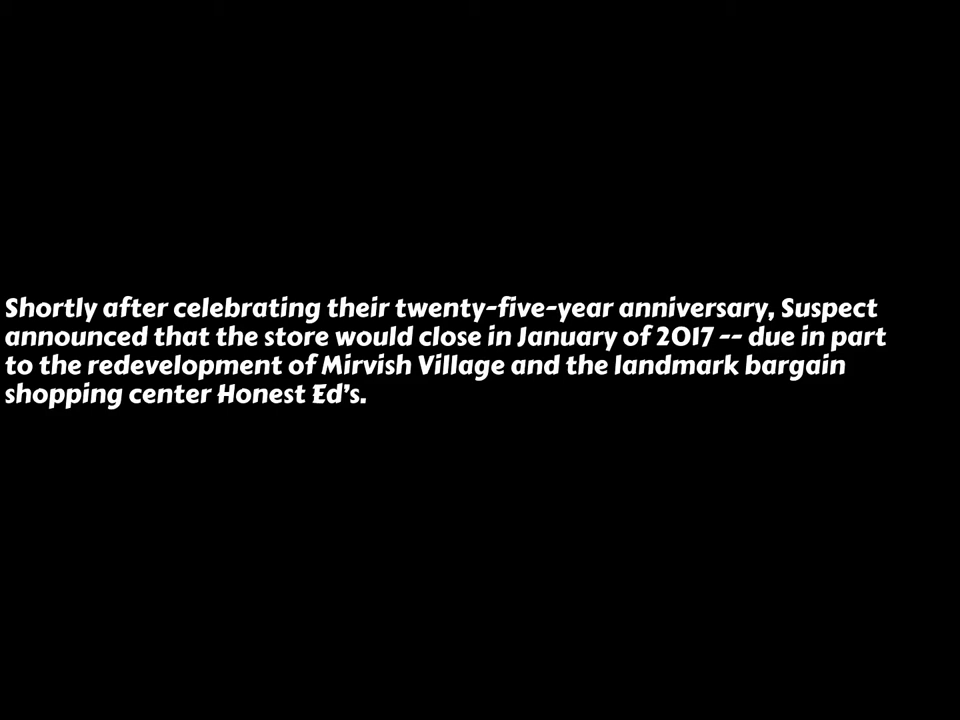 Shortly after celebrating their twenty-five-year anniversary, Suspect
announced that the store would close in January of 2017 -- due in part
to the redevelopment of Mirvish Village and the landmark bargain
shopping center Honest Ed's.